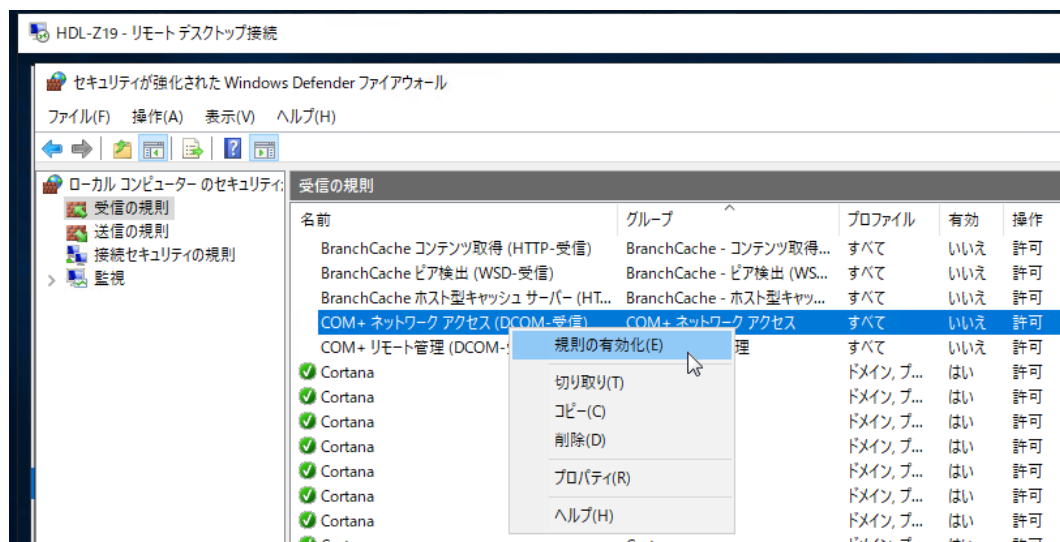 HDL-Z19 - リモート デスクトップ接続
セキュリティが強化された Windows Defender ファイアウォール
ファイル(F) 操作(A) 表示(V) ヘルプ(H)
ローカル コンピューター のセキュリティ
受信の規則
送信の規則
接続セキュリティの規則
監視
受信の規則
名前 グループ プロファイル 有効 操作
BranchCache コンテンツ取得 (HTTP-受信) BranchCache - コンテンツ取得... すべて いいえ 許可
BranchCache ピア検出 (WSD-受信) BranchCache - ピア検出 (WS... すべて いいえ 許可
BranchCache ホスト型キャッシュ サーバー (HT... BranchCache - ホスト型キャッ... すべて いいえ 許可
COM+ ネットワーク アクセス (DCOM-受信) COM+ ネットワーク アクセス すべて いいえ 許可
COM+ リモート管理 (DCOM- 理 すべて いいえ 許可
Cortana ドメイン, プ... はい 許可
Cortana ドメイン, プ... はい 許可
Cortana ドメイン, プ... はい 許可
Cortana ドメイン, プ... はい 許可
Cortana ドメイン, プ... はい 許可
Cortana ドメイン, プ... はい 許可
Cortana ドメイン, プ... はい 許可
規則の有効化(E)
切り取り(T)
コピー(C)
削除(D)
プロパティ(R)
ヘルプ(H)